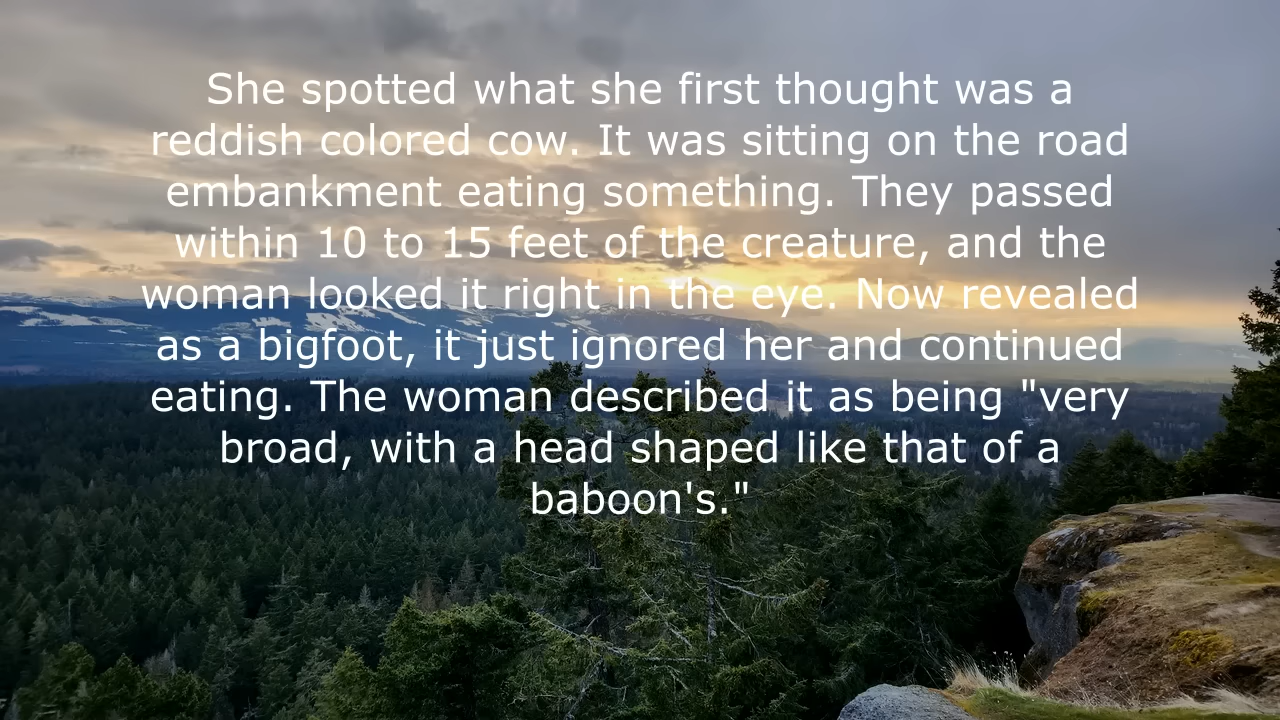 She spotted what she first thought was a
reddish colored cow. It was sitting on the road
embankment eating something. They passed
within 10 to 15 feet of the creature, and the
woman looked it right in the eye. Now revealed
as a bigfoot, it just ignored her and continued
eating. The woman described it as being "very
broad, with a head shaped like that of a
baboon's."